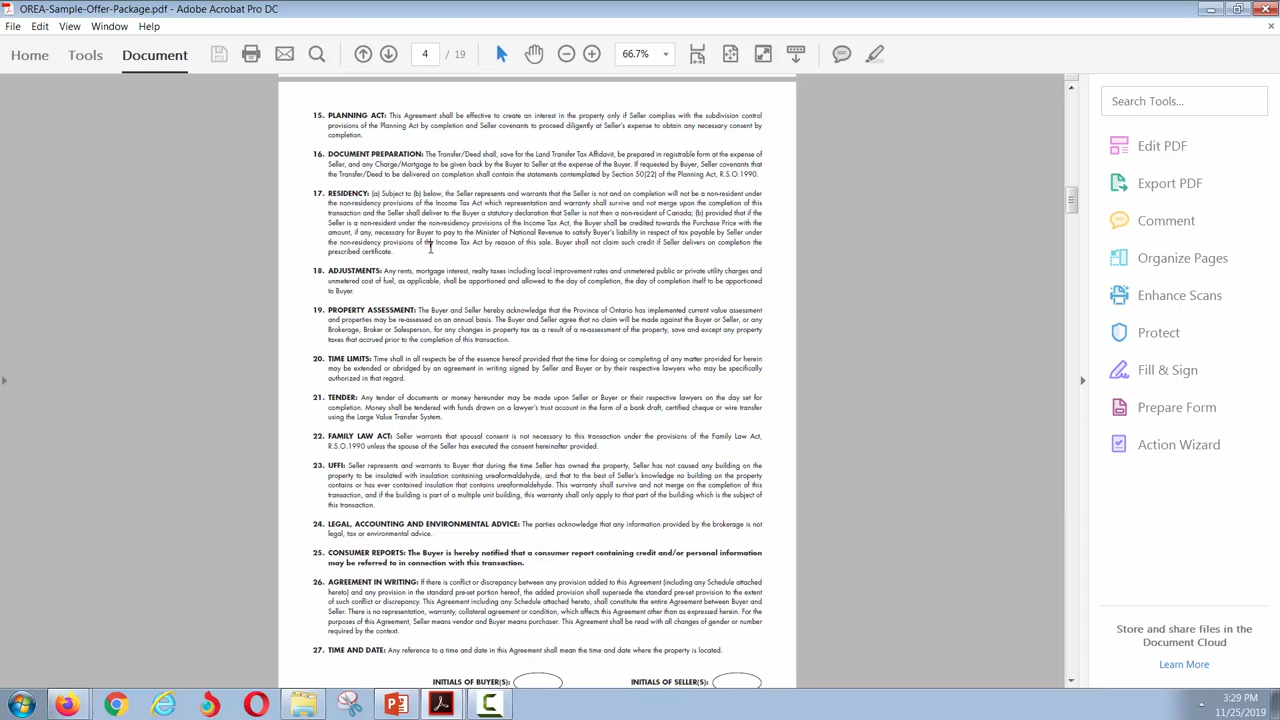 OREA-Sample-Offer-Package.pdf - Adobe Acrobat Pro DC
File Edit View Window Help
Home Tools Document 4 / 19 66.7%
15. PLANNING ACT: This Agreement shall be effective to create an interest in the property only if Seller complies with the subdivision control
provisions of the Planning Act by completion and Seller covenants to proceed diligently at Seller's expense to obtain any necessary consent by
completion.
16. DOCUMENT PREPARATION: The Transfer/Deed shall, save for the Land Transfer Tax Affidavit, be prepared in registrable form at the expense of
Seller, and any Charge/Mortgage to be given back by the Buyer to Seller at the expense of the Buyer. If requested by Buyer, Seller covenants that
the Transfer/Deed to be delivered on completion shall contain the statements contemplated by Section 50(22) of the Planning Act, R.S.O.1990.
17. RESIDENCY: (a) Subject to (b) below, the Seller represents and warrants that the Seller is not and on completion will not be a non-resident under
the non-residency provisions of the Income Tax Act which representation and warranty shall survive and not merge upon the completion of this
transaction and the Seller shall deliver to the Buyer a statutory declaration that Seller is not then a non-resident of Canada; (b) provided that if the
Seller is a non-resident under the non-residency provisions of the Income Tax Act, the Buyer shall be credited towards the Purchase Price with the
amount, if any, necessary for Buyer to pay to the Minister of National Revenue to satisfy Buyer's liability in respect of tax payable by Seller under
the non-residency provisions of the Income Tax Act by reason of this sale. Buyer shall not claim such credit if Seller delivers on completion the
prescribed certificate.
18. ADJUSTMENTS: Any rents, mortgage interest, realty taxes including local improvement rates and unmetered public or private utility charges and
unmetered cost of fuel, as applicable, shall be apportioned and allowed to the day of completion, the day of completion itself to be apportioned
to Buyer.
19. PROPERTY ASSESSMENT: The Buyer and Seller hereby acknowledge that the Province of Ontario has implemented current value assessment
and properties may be re-assessed on an annual basis. The Buyer and Seller agree that no claim will be made against the Buyer or Seller, or any
Brokerage, Broker or Salesperson, for any changes in property tax as a result of a re-assessment of the property, save and except any property
taxes that accrued prior to the completion of this transaction.
20. TIME LIMITS: Time shall in all respects be of the essence hereof provided that the time for doing or completing of any matter provided for herein
may be extended or abridged by an agreement in writing signed by Seller and Buyer or by their respective lawyers who may be specifically
authorized in that regard.
21. TENDER: Any tender of documents or money hereunder may be made upon Seller or Buyer or their respective lawyers on the day set for
completion. Money shall be tendered with funds drawn on a lawyer's trust account in the form of a bank draft, certified cheque or wire transfer
using the Large Value Transfer System.
22. FAMILY LAW ACT: Seller warrants that spousal consent is not necessary to this transaction under the provisions of the Family Law Act,
R.S.O.1990 unless the spouse of the Seller has executed the consent hereinafter provided.
23. UFFI: Seller represents and warrants to Buyer that during the time Seller has owned the property, Seller has not caused any building on the
property to be insulated with insulation containing ureaformaldehyde, and that to the best of Seller's knowledge no building on the property
contains or has ever contained insulation that contains ureaformaldehyde. This warranty shall survive and not merge on the completion of this
transaction, and if the building is part of a multiple unit building, this warranty shall only apply to that part of the building which is the subject of
this transaction.
24. LEGAL, ACCOUNTING AND ENVIRONMENTAL ADVICE: The parties acknowledge that any information provided by the brokerage is not
legal, tax or environmental advice.
25. CONSUMER REPORTS: The Buyer is hereby notified that a consumer report containing credit and/or personal information
may be referred to in connection with this transaction.
26. AGREEMENT IN WRITING: If there is conflict or discrepancy between any provision added to this Agreement (including any Schedule attached
hereto) and any provision in the standard pre-set portion hereof, the added provision shall supersede the standard pre-set provision to the extent
of such conflict or discrepancy. This Agreement including any Schedule attached hereto, shall constitute the entire Agreement between Buyer and
Seller. There is no representation, warranty, collateral agreement or condition, which affects this Agreement other than as expressed herein. For the
purposes of this Agreement, Seller means vendor and Buyer means purchaser. This Agreement shall be read with all changes of gender or number
required by the context.
27. TIME AND DATE: Any reference to a time and date in this Agreement shall mean the time and date where the property is located.
INITIALS OF BUYER(S): INITIALS OF SELLER(S):
Search Tools...
Edit PDF
Export PDF
Comment
Organize Pages
Enhance Scans
Protect
Fill & Sign
Prepare Form
Action Wizard
Store and share files in the
Document Cloud
Learn More
3:29 PM
11/25/2019